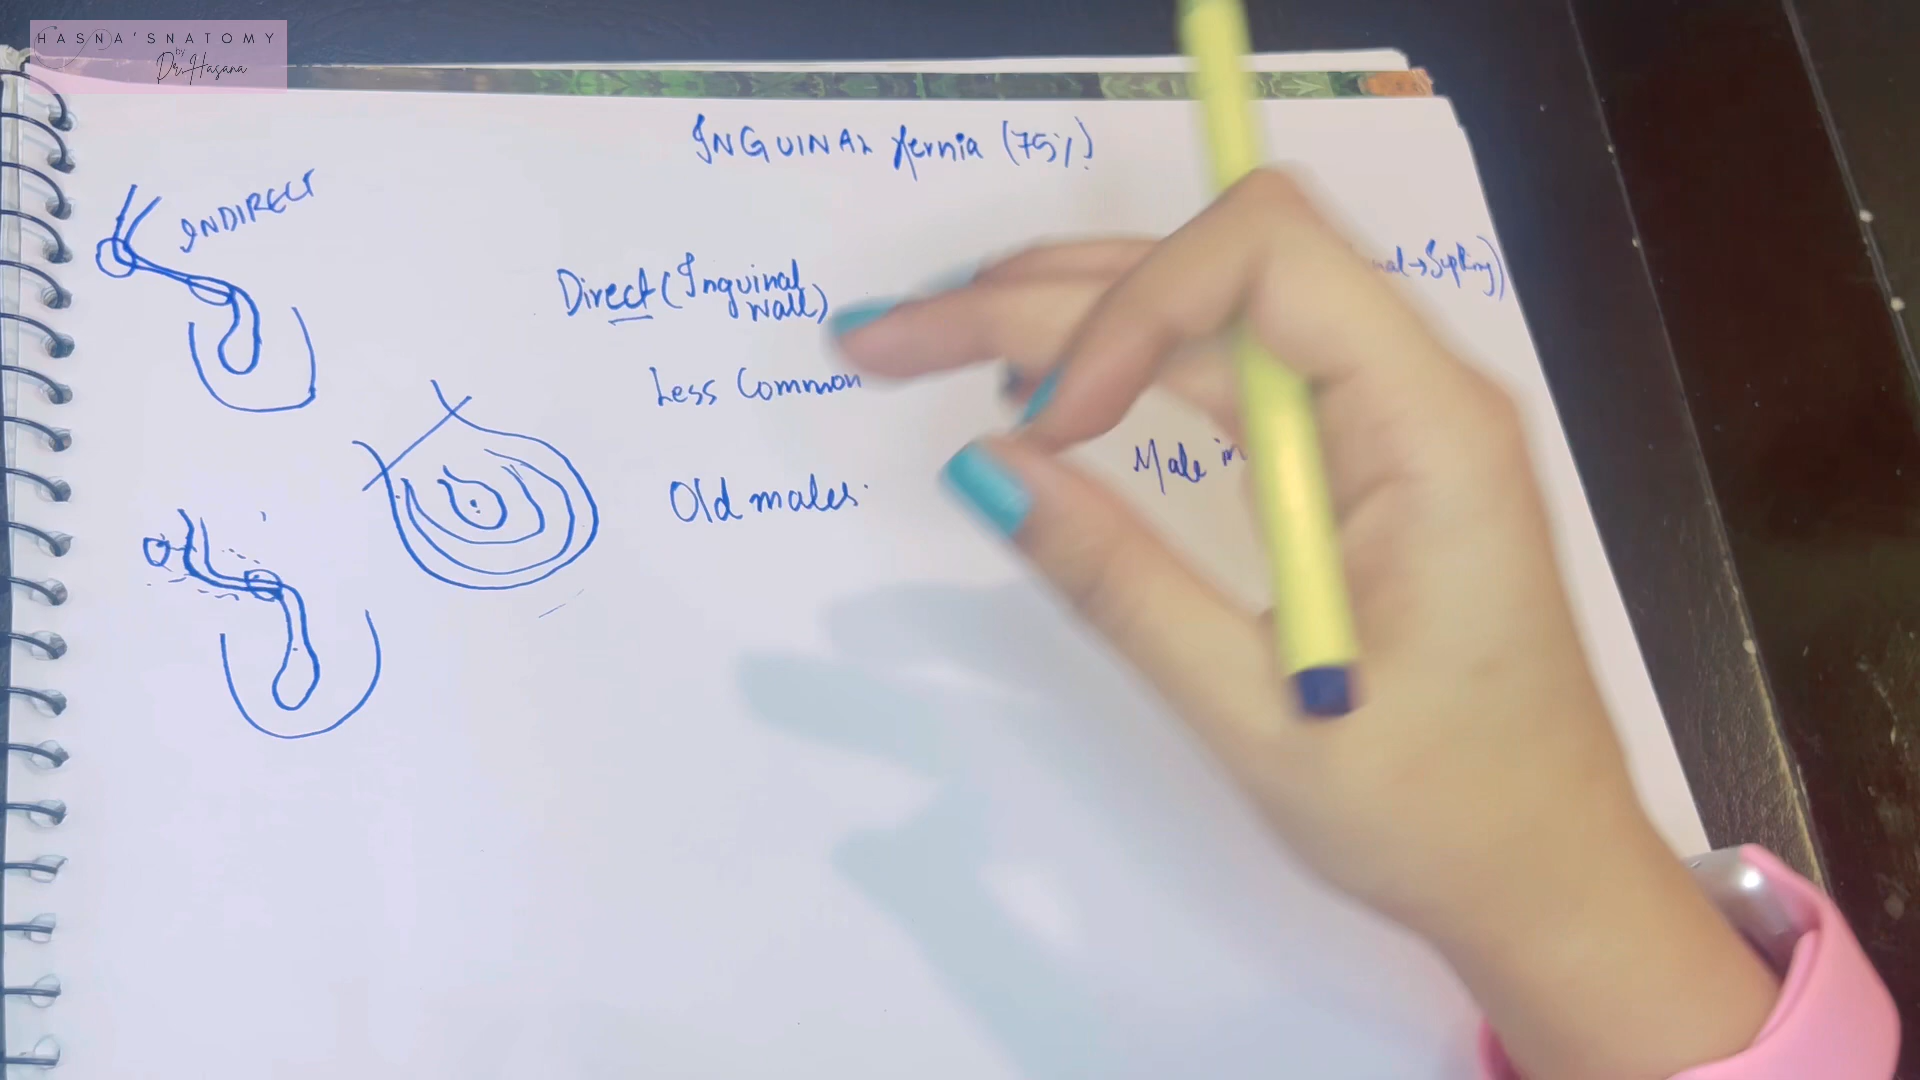 HASNA'SNATOMY
by
Dr. Hasana
INGUINAL Hernia (75%)
INDIRECT
Direct (Inguinal
wall)
Less Common
Male in
Old males.